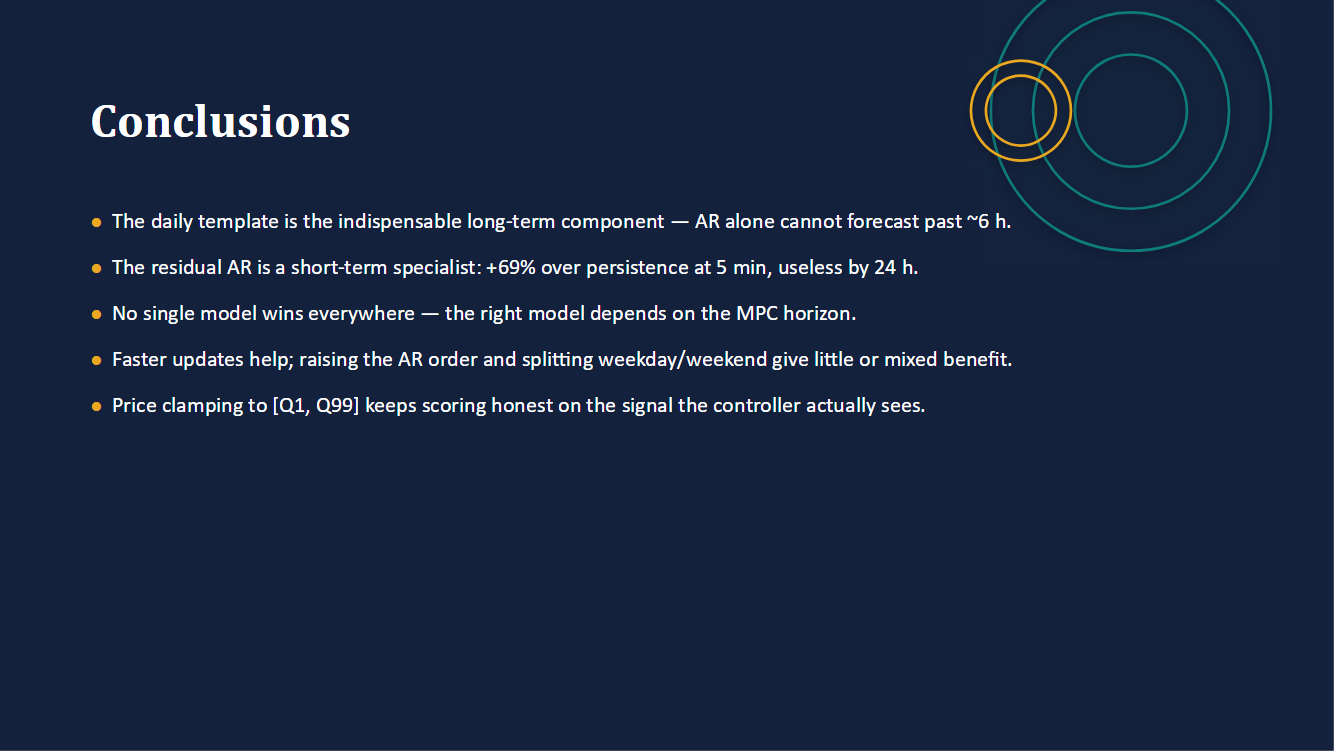 Conclusions
● The daily template is the indispensable long-term component — AR alone cannot forecast past ~6 h.
● The residual AR is a short-term specialist: +69% over persistence at 5 min, useless by 24 h.
● No single model wins everywhere — the right model depends on the MPC horizon.
● Faster updates help; raising the AR order and splitting weekday/weekend give little or mixed benefit.
● Price clamping to [Q1, Q99] keeps scoring honest on the signal the controller actually sees.